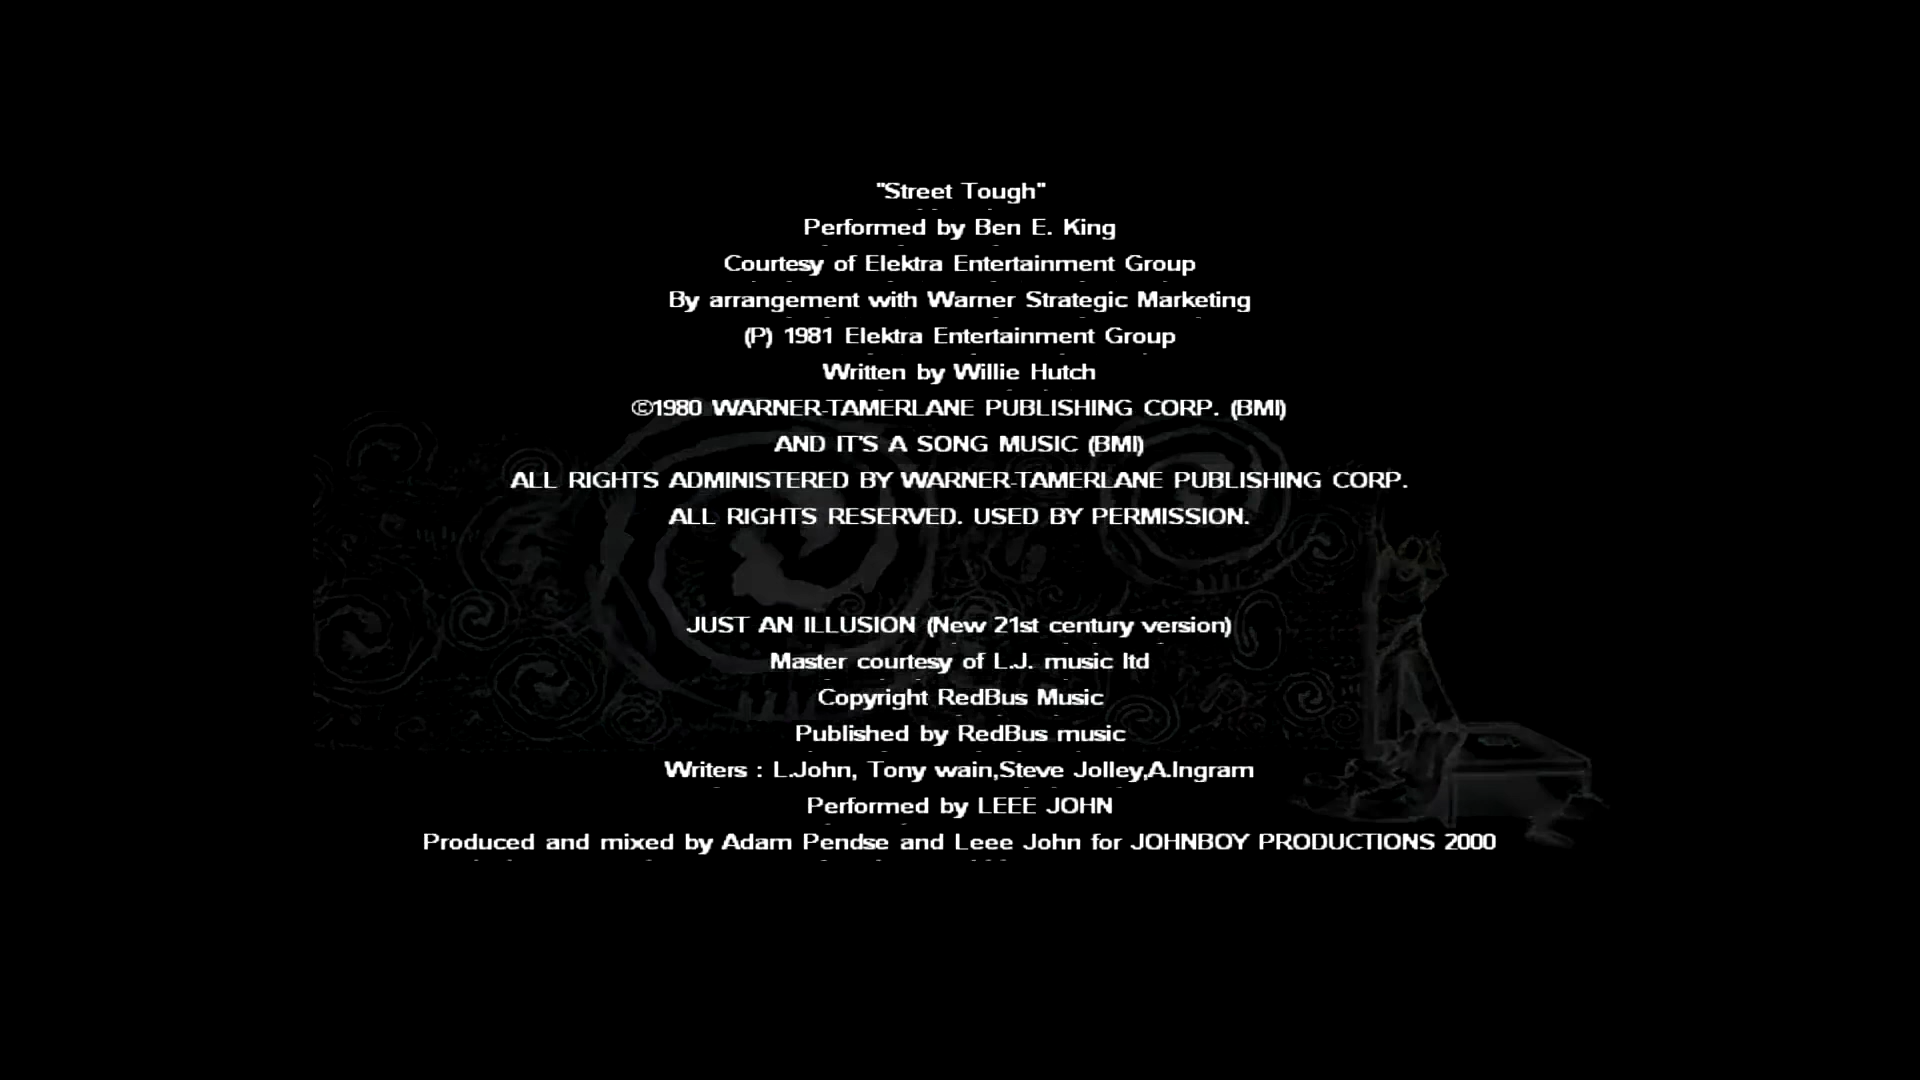 "Street Tough"
Performed by Ben E. King
Courtesy of Elektra Entertainment Group
By arrangement with Warner Strategic Marketing
(P) 1981 Elektra Entertainment Group
Written by Willie Hutch
©1980 WARNER-TAMERLANE PUBLISHING CORP. (BMI)
AND IT'S A SONG MUSIC (BMI)
ALL RIGHTS ADMINISTERED BY WARNER-TAMERLANE PUBLISHING CORP.
ALL RIGHTS RESERVED. USED BY PERMISSION.
JUST AN ILLUSION (New 21st century version)
Master courtesy of L.J. music ltd
Copyright RedBus Music
Published by RedBus music
Writers : L.John, Tony wain,Steve Jolley,A.Ingram
Performed by LEEE JOHN
Produced and mixed by Adam Pendse and Leee John for JOHNBOY PRODUCTIONS 2000